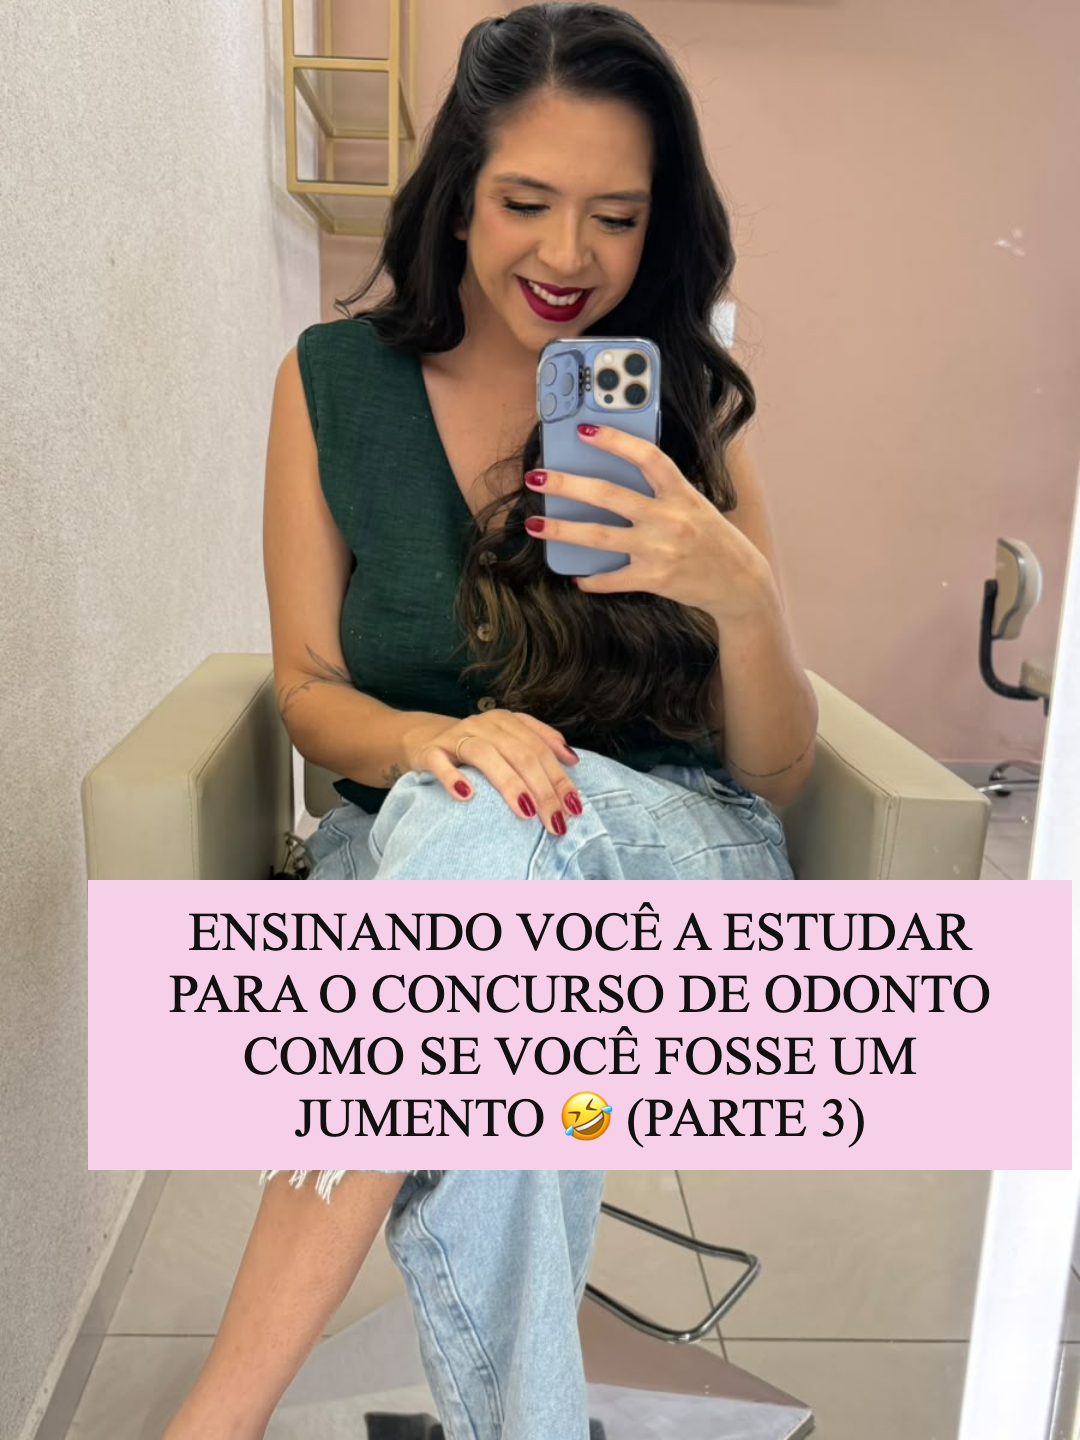 ENSINANDO VOCÊ A ESTUDAR
PARA O CONCURSO DE ODONTO
COMO SE VOCÊ FOSSE UM
JUMENTO 🤣 (PARTE 3)